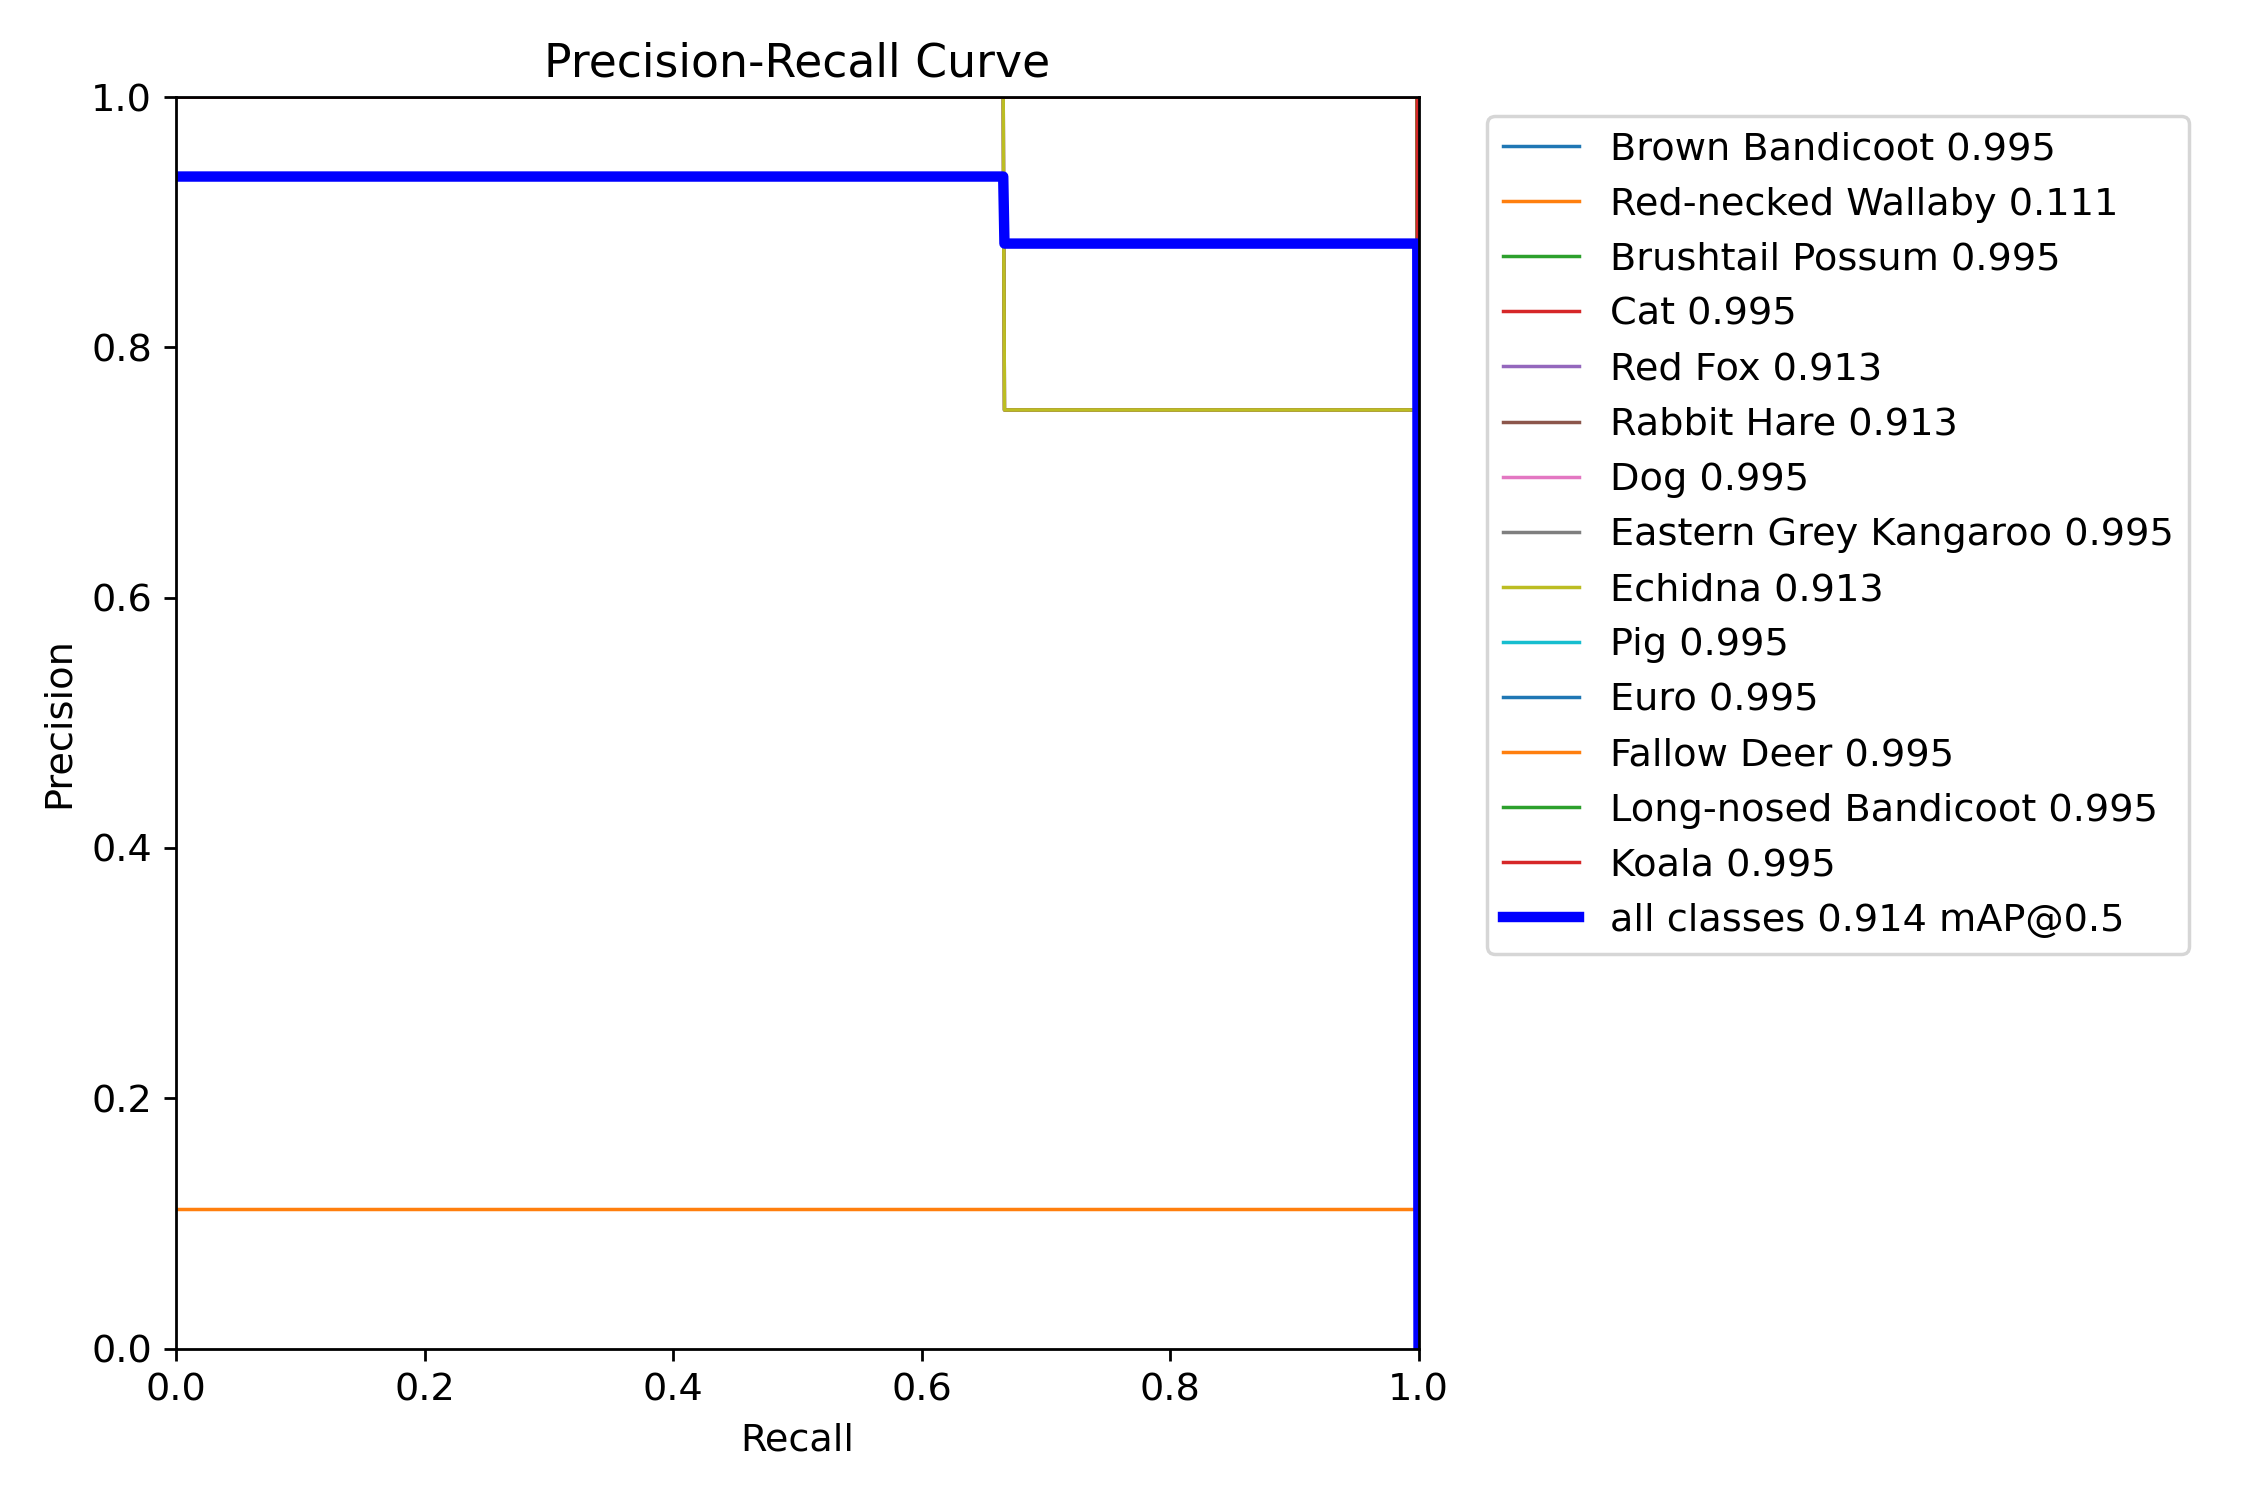 Precision-Recall Curve
1.0
0.8
0.6
0.4
0.2
0.0
Precision
0.0 0.2 0.4 0.6 0.8 1.0
Recall
Brown Bandicoot 0.995
Red-necked Wallaby 0.111
Brushtail Possum 0.995
Cat 0.995
Red Fox 0.913
Rabbit Hare 0.913
Dog 0.995
Eastern Grey Kangaroo 0.995
Echidna 0.913
Pig 0.995
Euro 0.995
Fallow Deer 0.995
Long-nosed Bandicoot 0.995
Koala 0.995
all classes 0.914 mAP@0.5